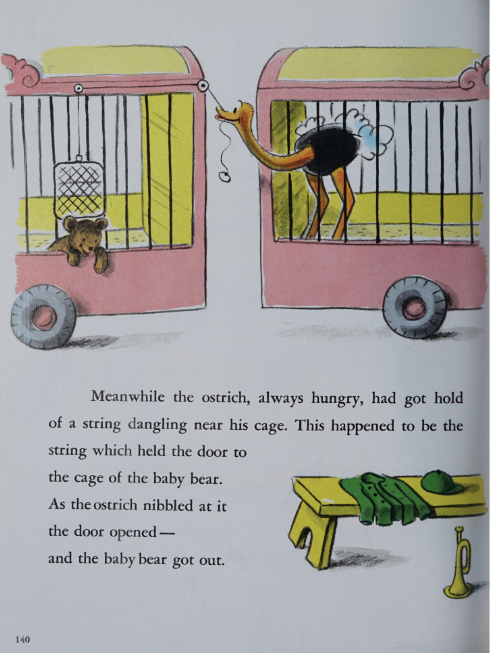 Meanwhile the ostrich, always hungry, had got hold
of a string dangling near his cage. This happened to be the
string which held the door to
the cage of the baby bear.
As the ostrich nibbled at it
the door opened —
and the baby bear got out.
140